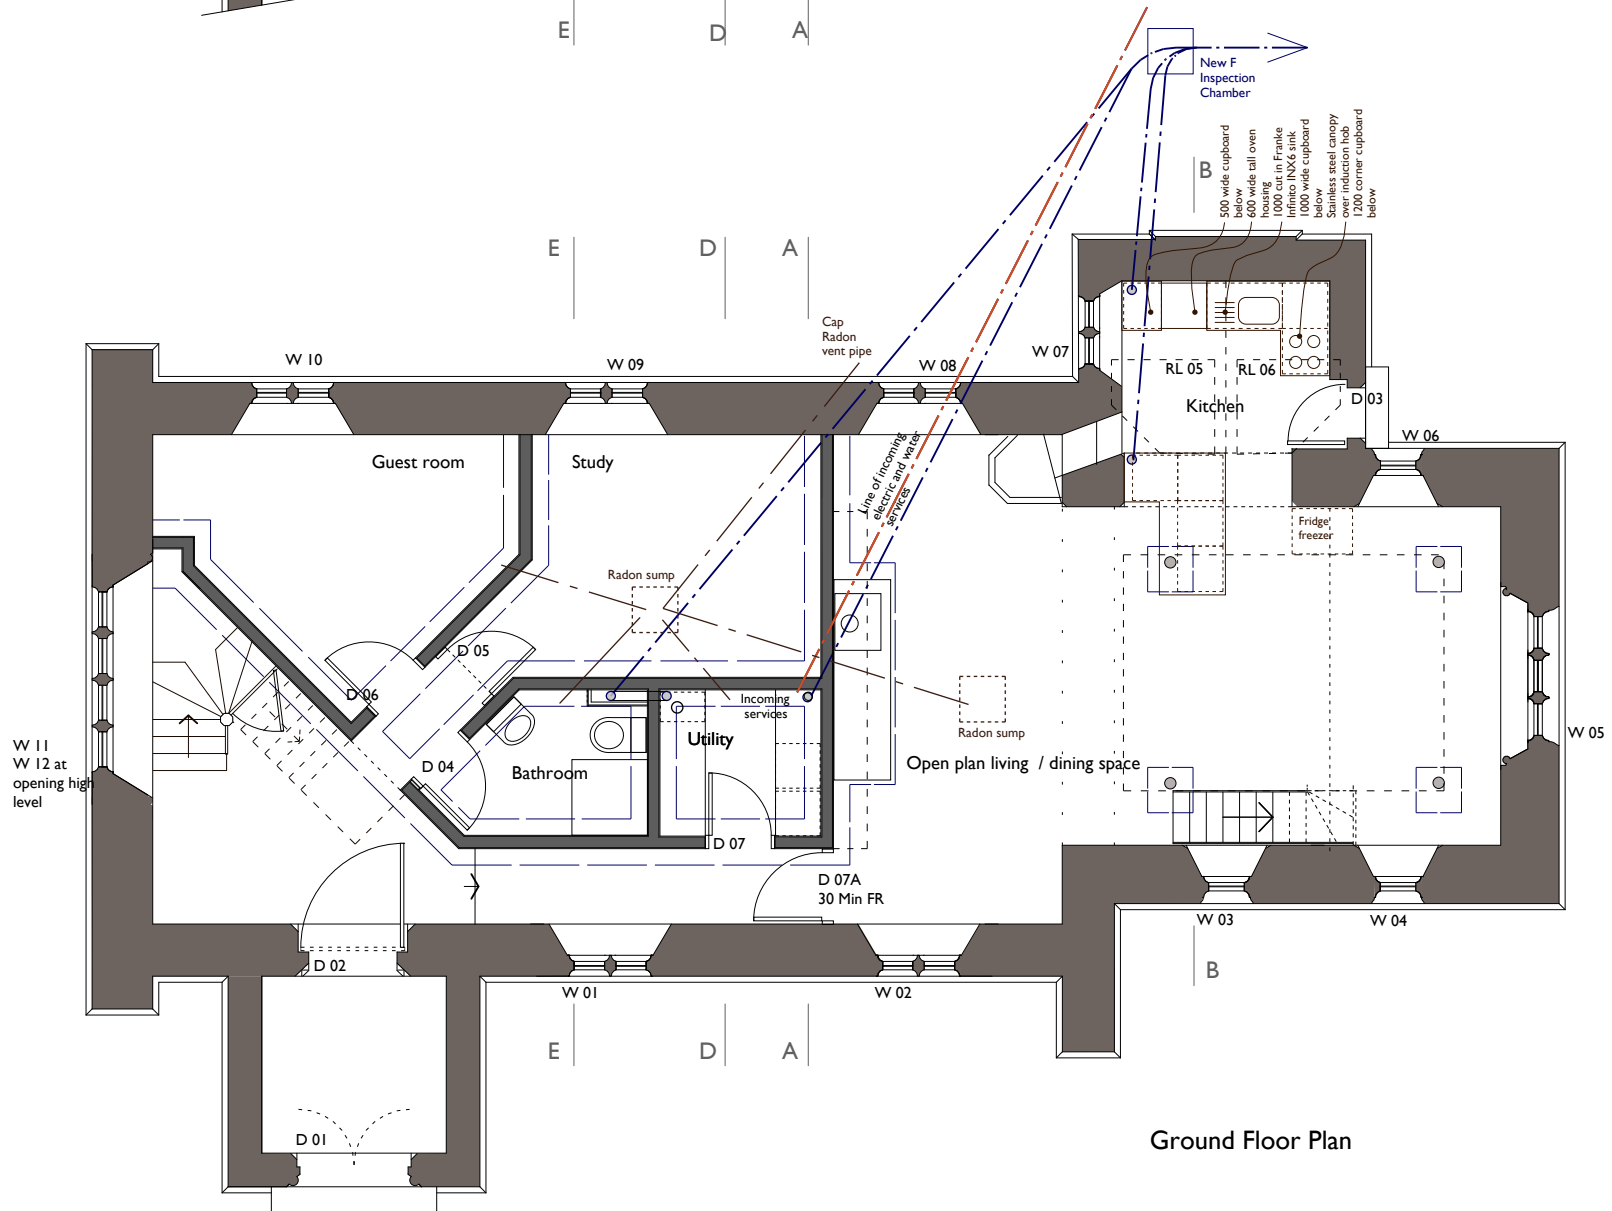 E
D
A
New F
Inspection
Chamber
B
500 wide cupboard
below
600 wide tall oven
housing
1000 cut in Franke
Infinito INX6 sink
1000 wide cupboard
below
Stainless steel canopy
over induction hob
1200 corner cupboard
below
E
D
A
Cap
Radon
vent pipe
W 10
W 09
W 08
W 07
RL 05
RL 06
Kitchen
D 03
W 06
Guest room
Study
Line of incoming
electric and water
services
Fridge
freezer
Radon sump
D 05
D 06
Incoming
services
Utility
Radon sump
W 05
W 11
W 12 at
opening high
level
D 04
Bathroom
Open plan living / dining space
D 07
D 07A
30 Min FR
W 03
W 04
D 02
W 01
W 02
B
E
D
A
D 01
Ground Floor Plan